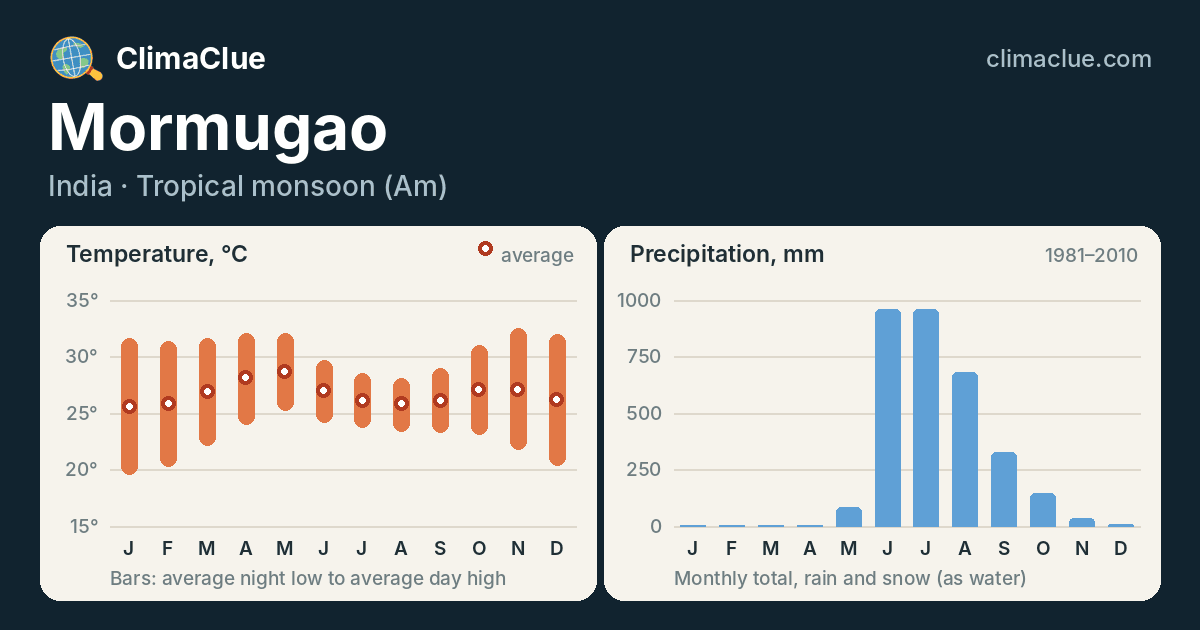 ClimaClue
climaclue.com
Mormugao
India · Tropical monsoon (Am)
Temperature, °C
average
35°
30°
25°
20°
15°
J F M A M J J A S O N D
Bars: average night low to average day high
Precipitation, mm
1981–2010
1000
750
500
250
0
J F M A M J J A S O N D
Monthly total, rain and snow (as water)